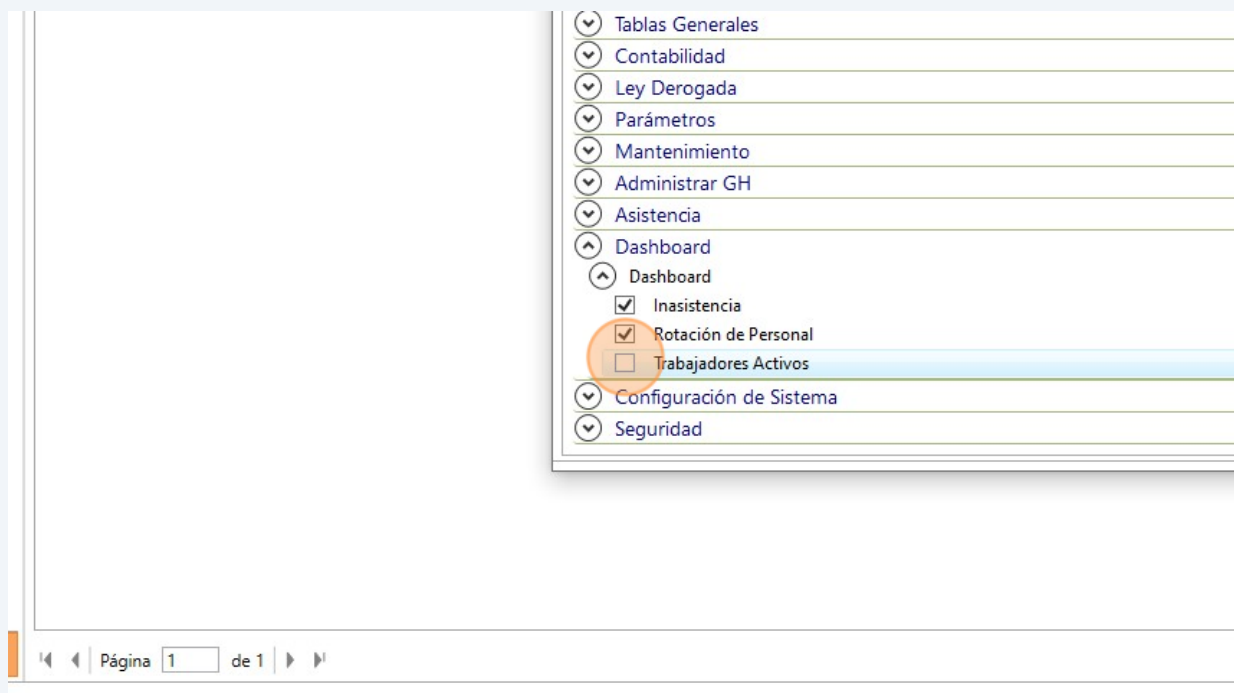 Tablas Generales
Contabilidad
Ley Derogada
Parámetros
Mantenimiento
Administrar GH
Asistencia
Dashboard
Dashboard
Inasistencia
Rotación de Personal
Trabajadores Activos
Configuración de Sistema
Seguridad
Página 1 de 1